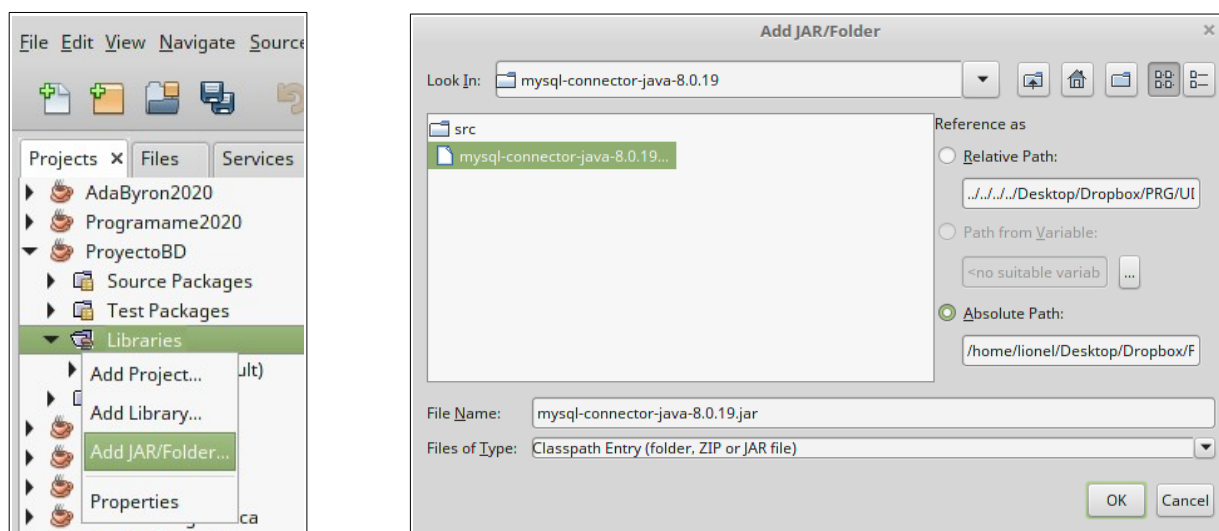 File Edit View Navigate Source
Projects × Files Services
AdaByron2020
Programame2020
ProyectoBD
Source Packages
Test Packages
Libraries
Add Project...
ult)
Add Library...
Add JAR/Folder...
Properties
ca
Add JAR/Folder
Look In: mysql-connector-java-8.0.19
src
mysql-connector-java-8.0.19...
Reference as
Relative Path:
../../../../Desktop/Dropbox/PRG/UI
Path from Variable:
<no suitable variab
...
Absolute Path:
/home/lionel/Desktop/Dropbox/F
File Name: mysql-connector-java-8.0.19.jar
Files of Type: Classpath Entry (folder, ZIP or JAR file)
OK Cancel